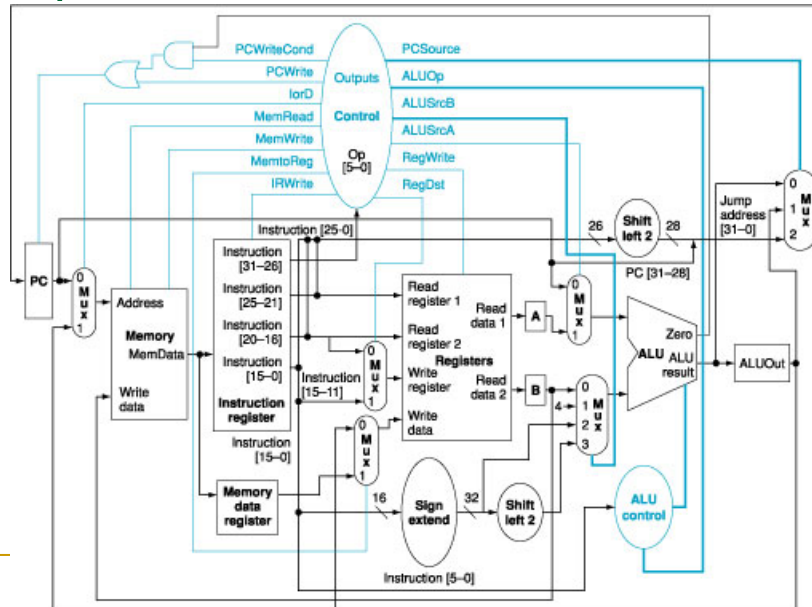 PCWriteCond
PCWrite
IorD
MemRead
MemWrite
MemtoReg
IRWrite
Outputs
Control
Op
[5–0]
PCSource
ALUOp
ALUSrcB
ALUSrcA
RegWrite
RegDst
PC
0
M
u
x
1
Address
Memory
MemData
Write
data
Instruction [25-0]
Instruction
[31–26]
Instruction
[25–21]
Instruction
[20–16]
Instruction
[15–0]
Instruction
register
Instruction
[15–0]
Memory
data
register
Instruction
[15–11]
0
M
u
x
1
0
M
u
x
1
Read
register 1
Read
register 2
Registers
Write
register
Write
data
Read
data 1
Read
data 2
A
B
16
Sign
extend
32
Shift
left 2
Instruction [5–0]
26
Shift
left 2
28
Jump
address
[31–0]
PC [31–28]
0
M
u
x
1
4
0
1
2
3
M
u
x
Zero
ALU
ALU
result
ALUOut
ALU
control
0
1
2
M
u
x